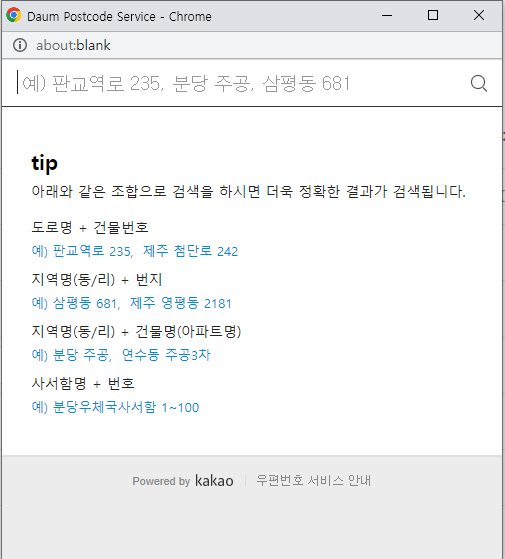 Daum Postcode Service - Chrome
about:blank
예) 판교역로 235, 분당 주공, 삼평동 681
tip
아래와 같은 조합으로 검색을 하시면 더욱 정확한 결과가 검색됩니다.
도로명 + 건물번호
예) 판교역로 235, 제주 첨단로 242
지역명(동/리) + 번지
예) 삼평동 681, 제주 영평동 2181
지역명(동/리) + 건물명(아파트명)
예) 분당 주공, 연수동 주공3차
사서함명 + 번호
예) 분당우체국사서함 1~100
Powered by kakao 우편번호 서비스 안내